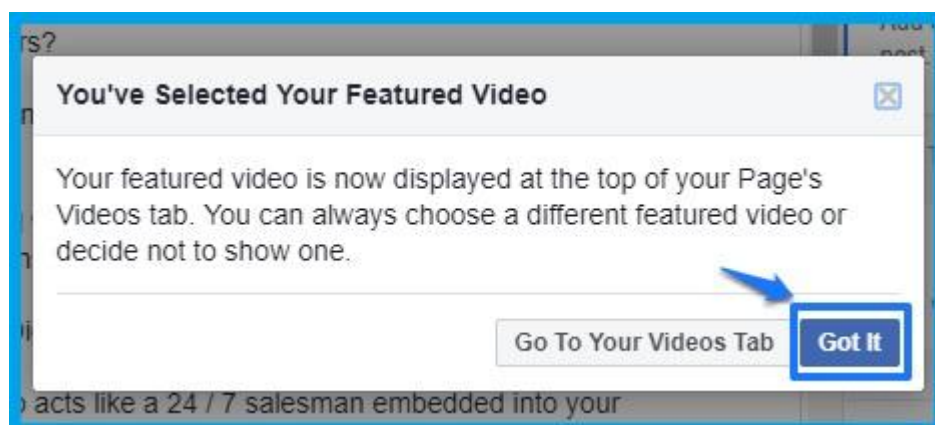 rs?
You've Selected Your Featured Video
Your featured video is now displayed at the top of your Page's
Videos tab. You can always choose a different featured video or
decide not to show one.
Go To Your Videos Tab Got It
acts like a 24 / 7 salesman embedded into your